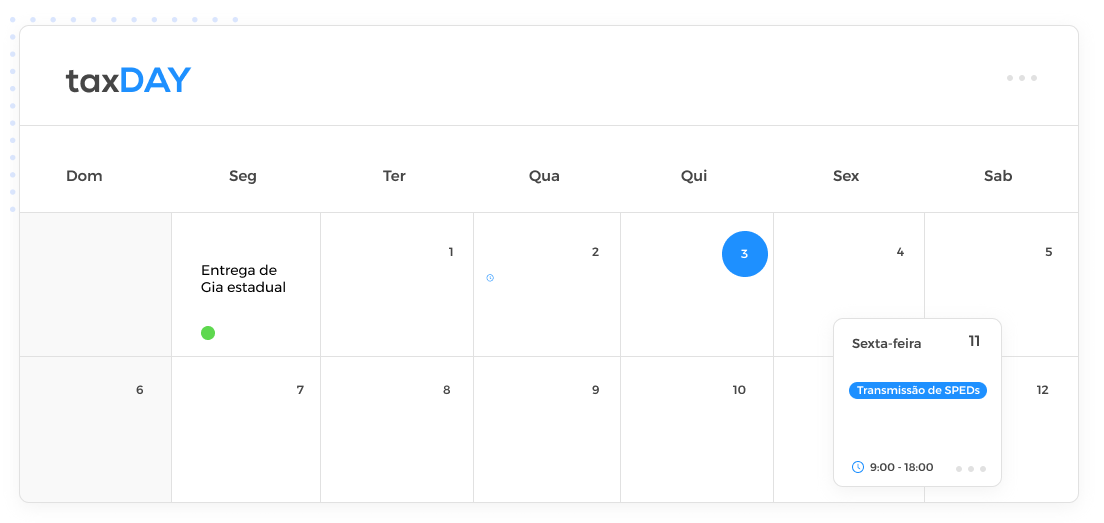 taxDAY
Dom Seg Ter Qua Qui Sex Sab
1 2 3 4 5
Entrega de
Gia estadual
Sexta-feira 11
6 7 8 9 10 12
Transmissão de SPEDs
9:00 - 18:00